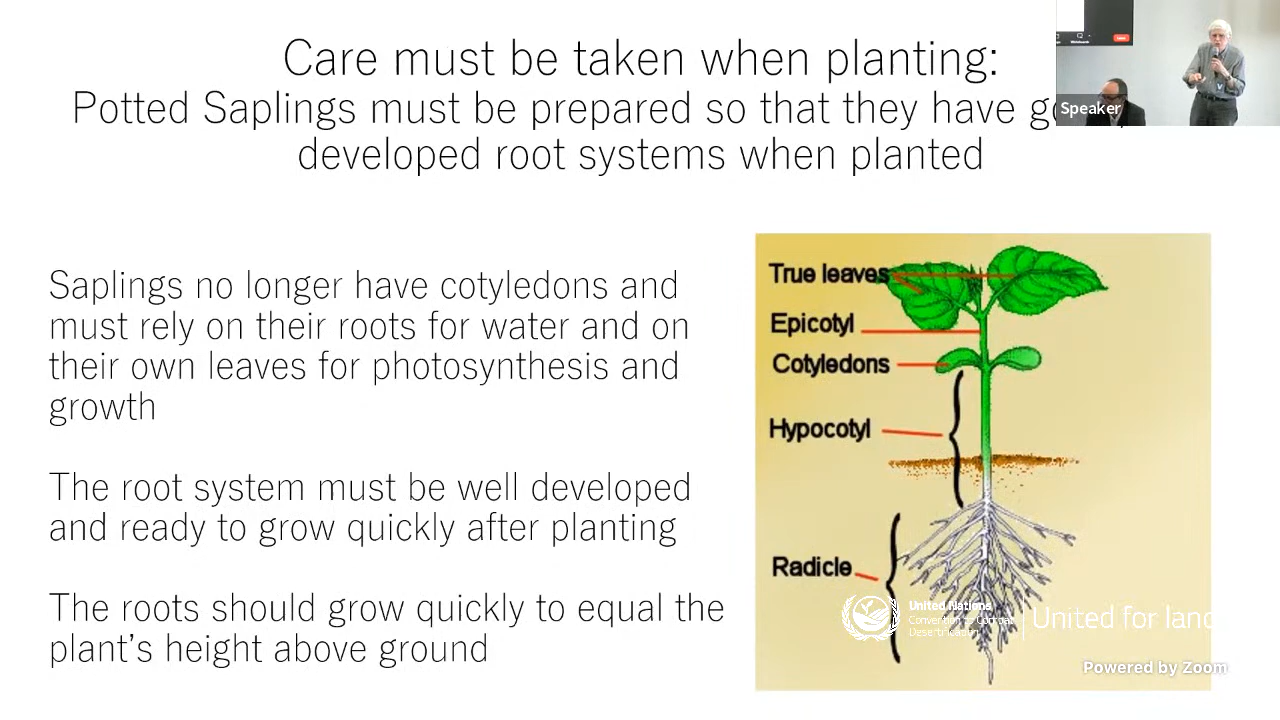 Care must be taken when planting:
Potted Saplings must be prepared so that they have
developed root systems when planted
Speaker
Saplings no longer have cotyledons and
must rely on their roots for water and on
their own leaves for photosynthesis and
growth
The root system must be well developed
and ready to grow quickly after planting
The roots should grow quickly to equal the
plant's height above ground
True leaves
Epicotyl
Cotyledons
Hypocotyl
Radicle
United Nations
Convention to Combat
Desertification
United for land
Powered by Zoom